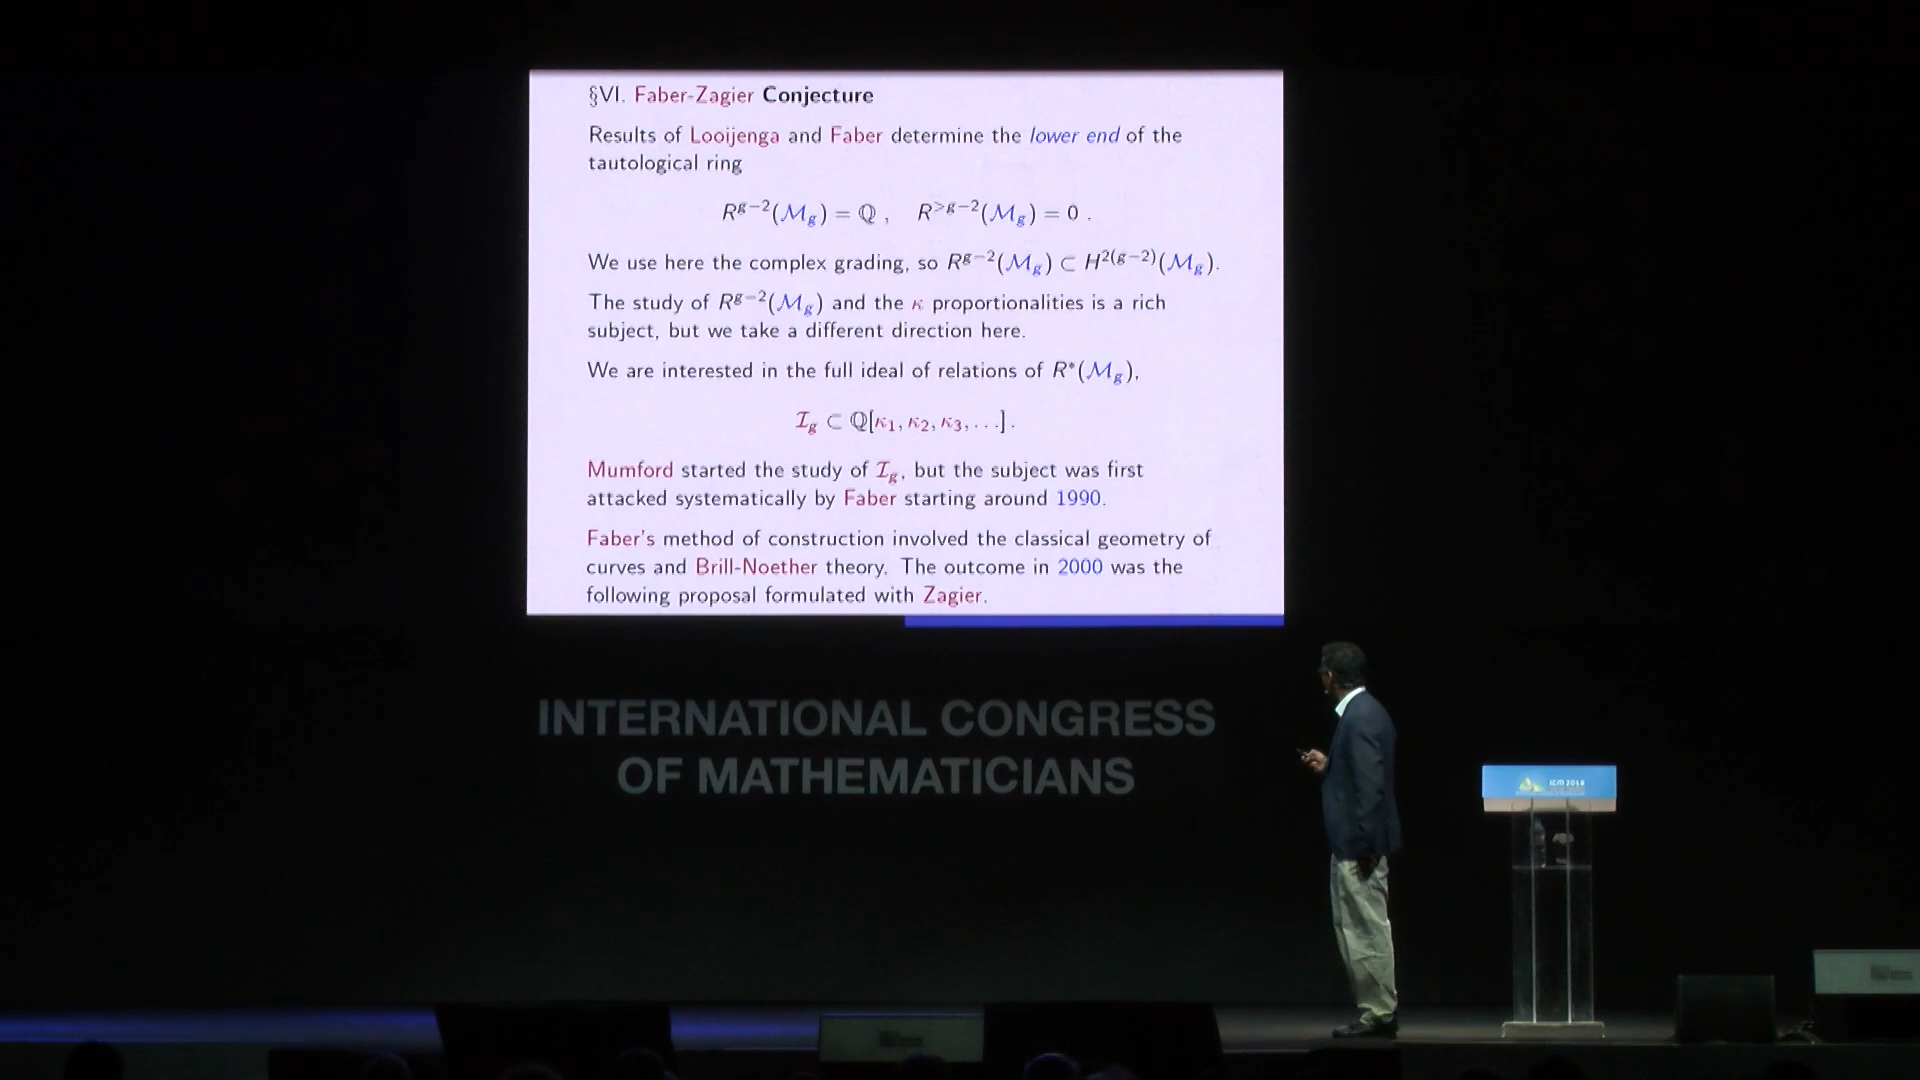 §VI. Faber-Zagier Conjecture
Results of Looijenga and Faber determine the lower end of the
tautological ring
R^{g−2}(ℳ_g) = ℚ ,   R^{>g−2}(ℳ_g) = 0 .
We use here the complex grading, so R^{g−2}(ℳ_g) ⊂ H^{2(g−2)}(ℳ_g).
The study of R^{g−2}(ℳ_g) and the κ proportionalities is a rich
subject, but we take a different direction here.
We are interested in the full ideal of relations of R*(ℳ_g),
ℐ_g ⊂ ℚ[κ₁, κ₂, κ₃, . . .] .
Mumford started the study of ℐ_g, but the subject was first
attacked systematically by Faber starting around 1990.
Faber's method of construction involved the classical geometry of
curves and Brill-Noether theory. The outcome in 2000 was the
following proposal formulated with Zagier.
INTERNATIONAL CONGRESS
OF MATHEMATICIANS
ICM 2018